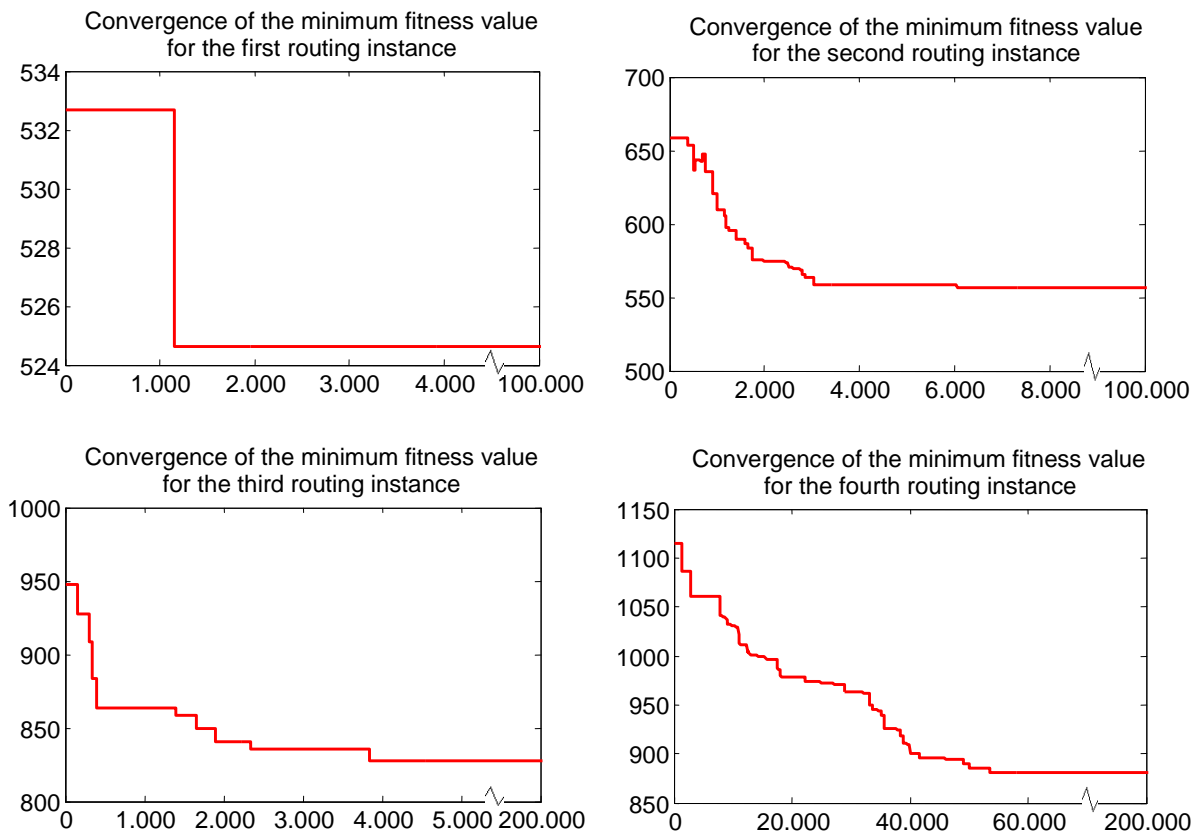 Convergence of the minimum fitness value
for the first routing instance
534
532
530
528
526
524
0 1.000 2.000 3.000 4.000 100.000
Convergence of the minimum fitness value
for the second routing instance
700
650
600
550
500
0 2.000 4.000 6.000 8.000 100.000
Convergence of the minimum fitness value
for the third routing instance
1000
950
900
850
800
0 1.000 2.000 3.000 4.000 5.000 200.000
Convergence of the minimum fitness value
for the fourth routing instance
1150
1100
1050
1000
950
900
850
0 20.000 40.000 60.000 200.000